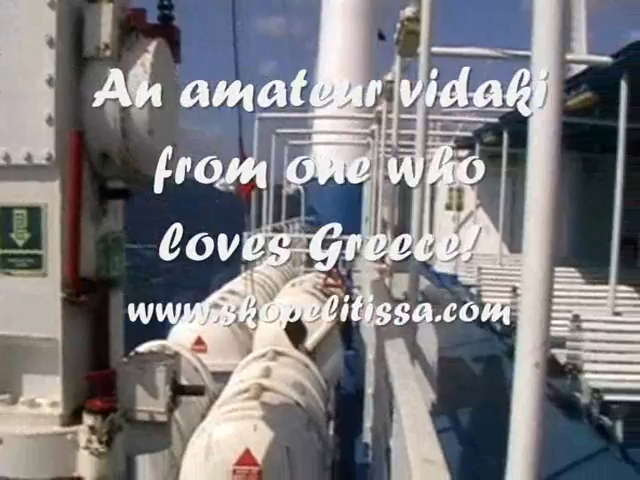 An amateur vidaki
from one who
loves Greece!
www.skopelitissa.com